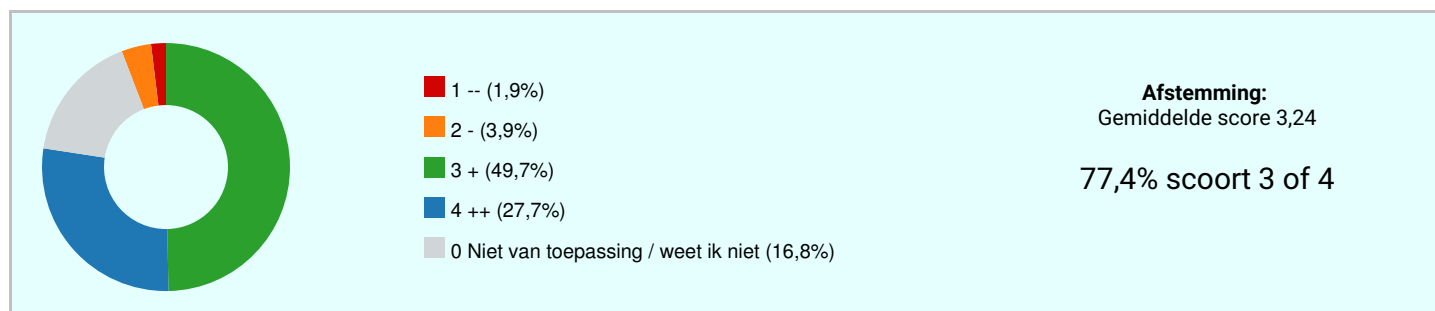 1 -- (1,9%)
2 - (3,9%)
3 + (49,7%)
4 ++ (27,7%)
0 Niet van toepassing / weet ik niet (16,8%)
Afstemming:
Gemiddelde score 3,24
77,4% scoort 3 of 4